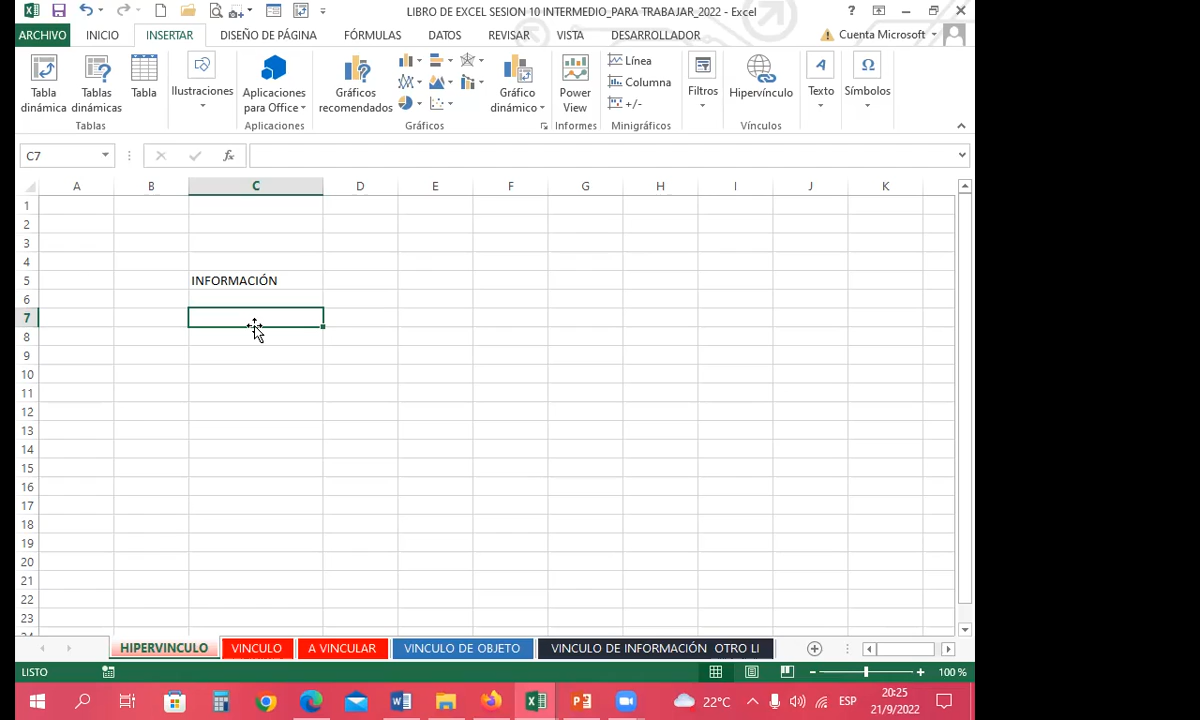 LIBRO DE EXCEL SESION 10 INTERMEDIO_PARA TRABAJAR_2022 - Excel
?
ARCHIVO INICIO INSERTAR DISEÑO DE PÁGINA FÓRMULAS DATOS REVISAR VISTA DESARROLLADOR Cuenta Microsoft
Tabla dinámica
Tablas dinámicas
Tabla
Ilustraciones
Aplicaciones para Office
Gráficos recomendados
Gráfico dinámico
Power View
Línea
Columna
+/-
Filtros
Hipervínculo
Texto
Símbolos
Tablas Aplicaciones Gráficos Informes Minigráficos Vínculos
C7 fx
A B C D E F G H I J K
1
2
3
4
5 INFORMACIÓN
6
7
8
9
10
11
12
13
14
15
16
17
18
19
20
21
22
23
24
HIPERVINCULO VINCULO A VINCULAR VINCULO DE OBJETO VINCULO DE INFORMACIÓN OTRO LI
LISTO 100 %
22°C ESP 20:25
21/9/2022